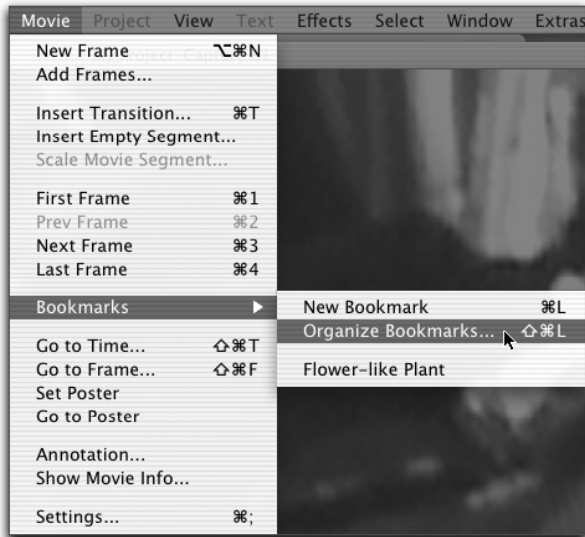 Movie Project View Text Effects Select Window Extras
New Frame ⌥⌘N
Add Frames...
Insert Transition... ⌘T
Insert Empty Segment...
Scale Movie Segment...
First Frame ⌘1
Prev Frame ⌘2
Next Frame ⌘3
Last Frame ⌘4
Bookmarks ▶
New Bookmark ⌘L
Organize Bookmarks... ⇧⌘L
Flower-like Plant
Go to Time... ⇧⌘T
Go to Frame... ⇧⌘F
Set Poster
Go to Poster
Annotation...
Show Movie Info...
Settings... ⌘;